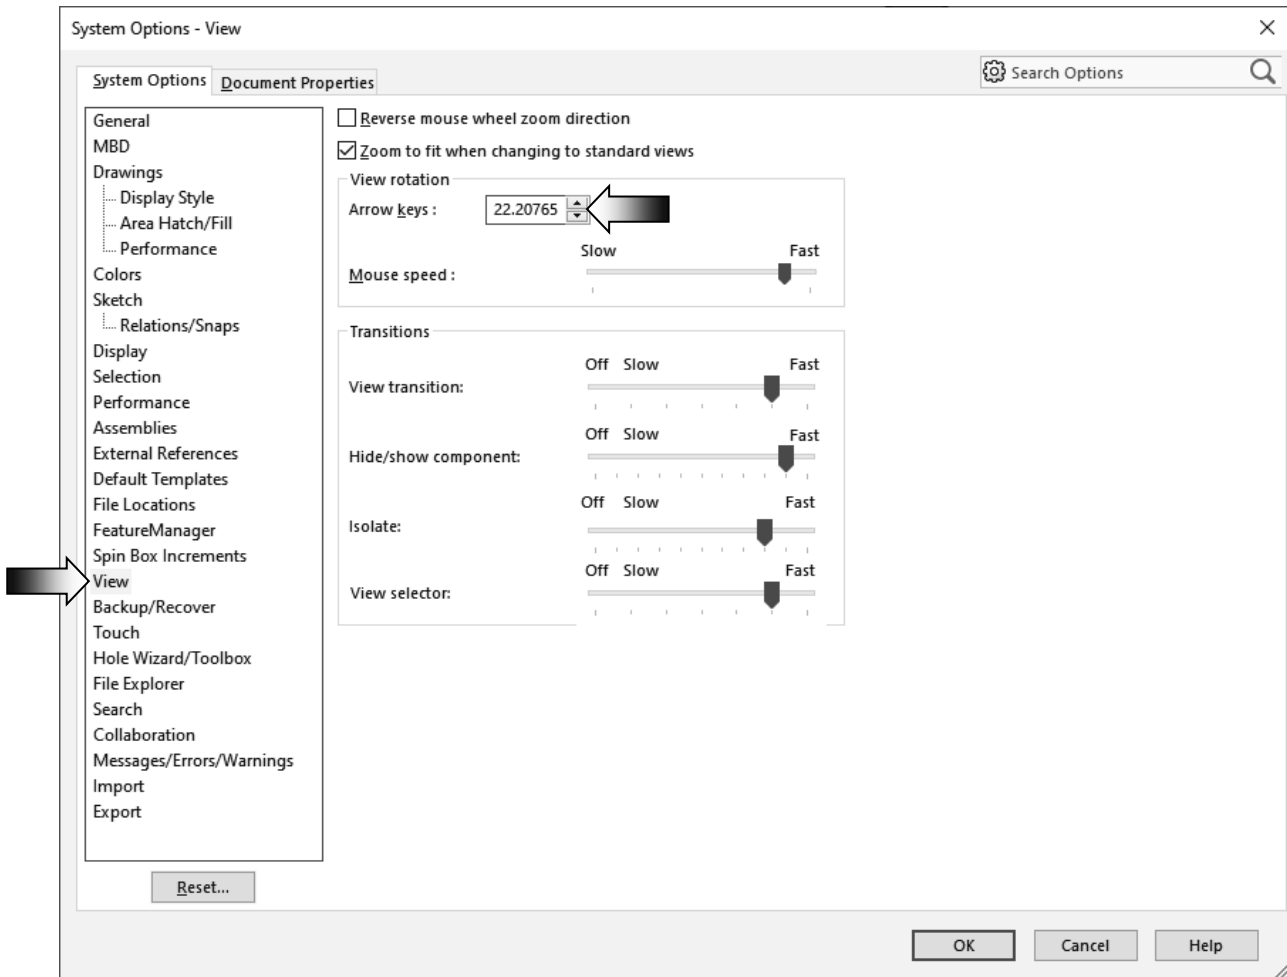 System Options - View
System Options Document Properties
Search Options
General
MBD
Drawings
Display Style
Area Hatch/Fill
Performance
Colors
Sketch
Relations/Snaps
Display
Selection
Performance
Assemblies
External References
Default Templates
File Locations
FeatureManager
Spin Box Increments
View
Backup/Recover
Touch
Hole Wizard/Toolbox
File Explorer
Search
Collaboration
Messages/Errors/Warnings
Import
Export
Reset...
Reverse mouse wheel zoom direction
Zoom to fit when changing to standard views
View rotation
Arrow keys : 22.20765
Slow Fast
Mouse speed :
Transitions
Off Slow Fast
View transition:
Off Slow Fast
Hide/show component:
Off Slow Fast
Isolate:
Off Slow Fast
View selector:
OK Cancel Help